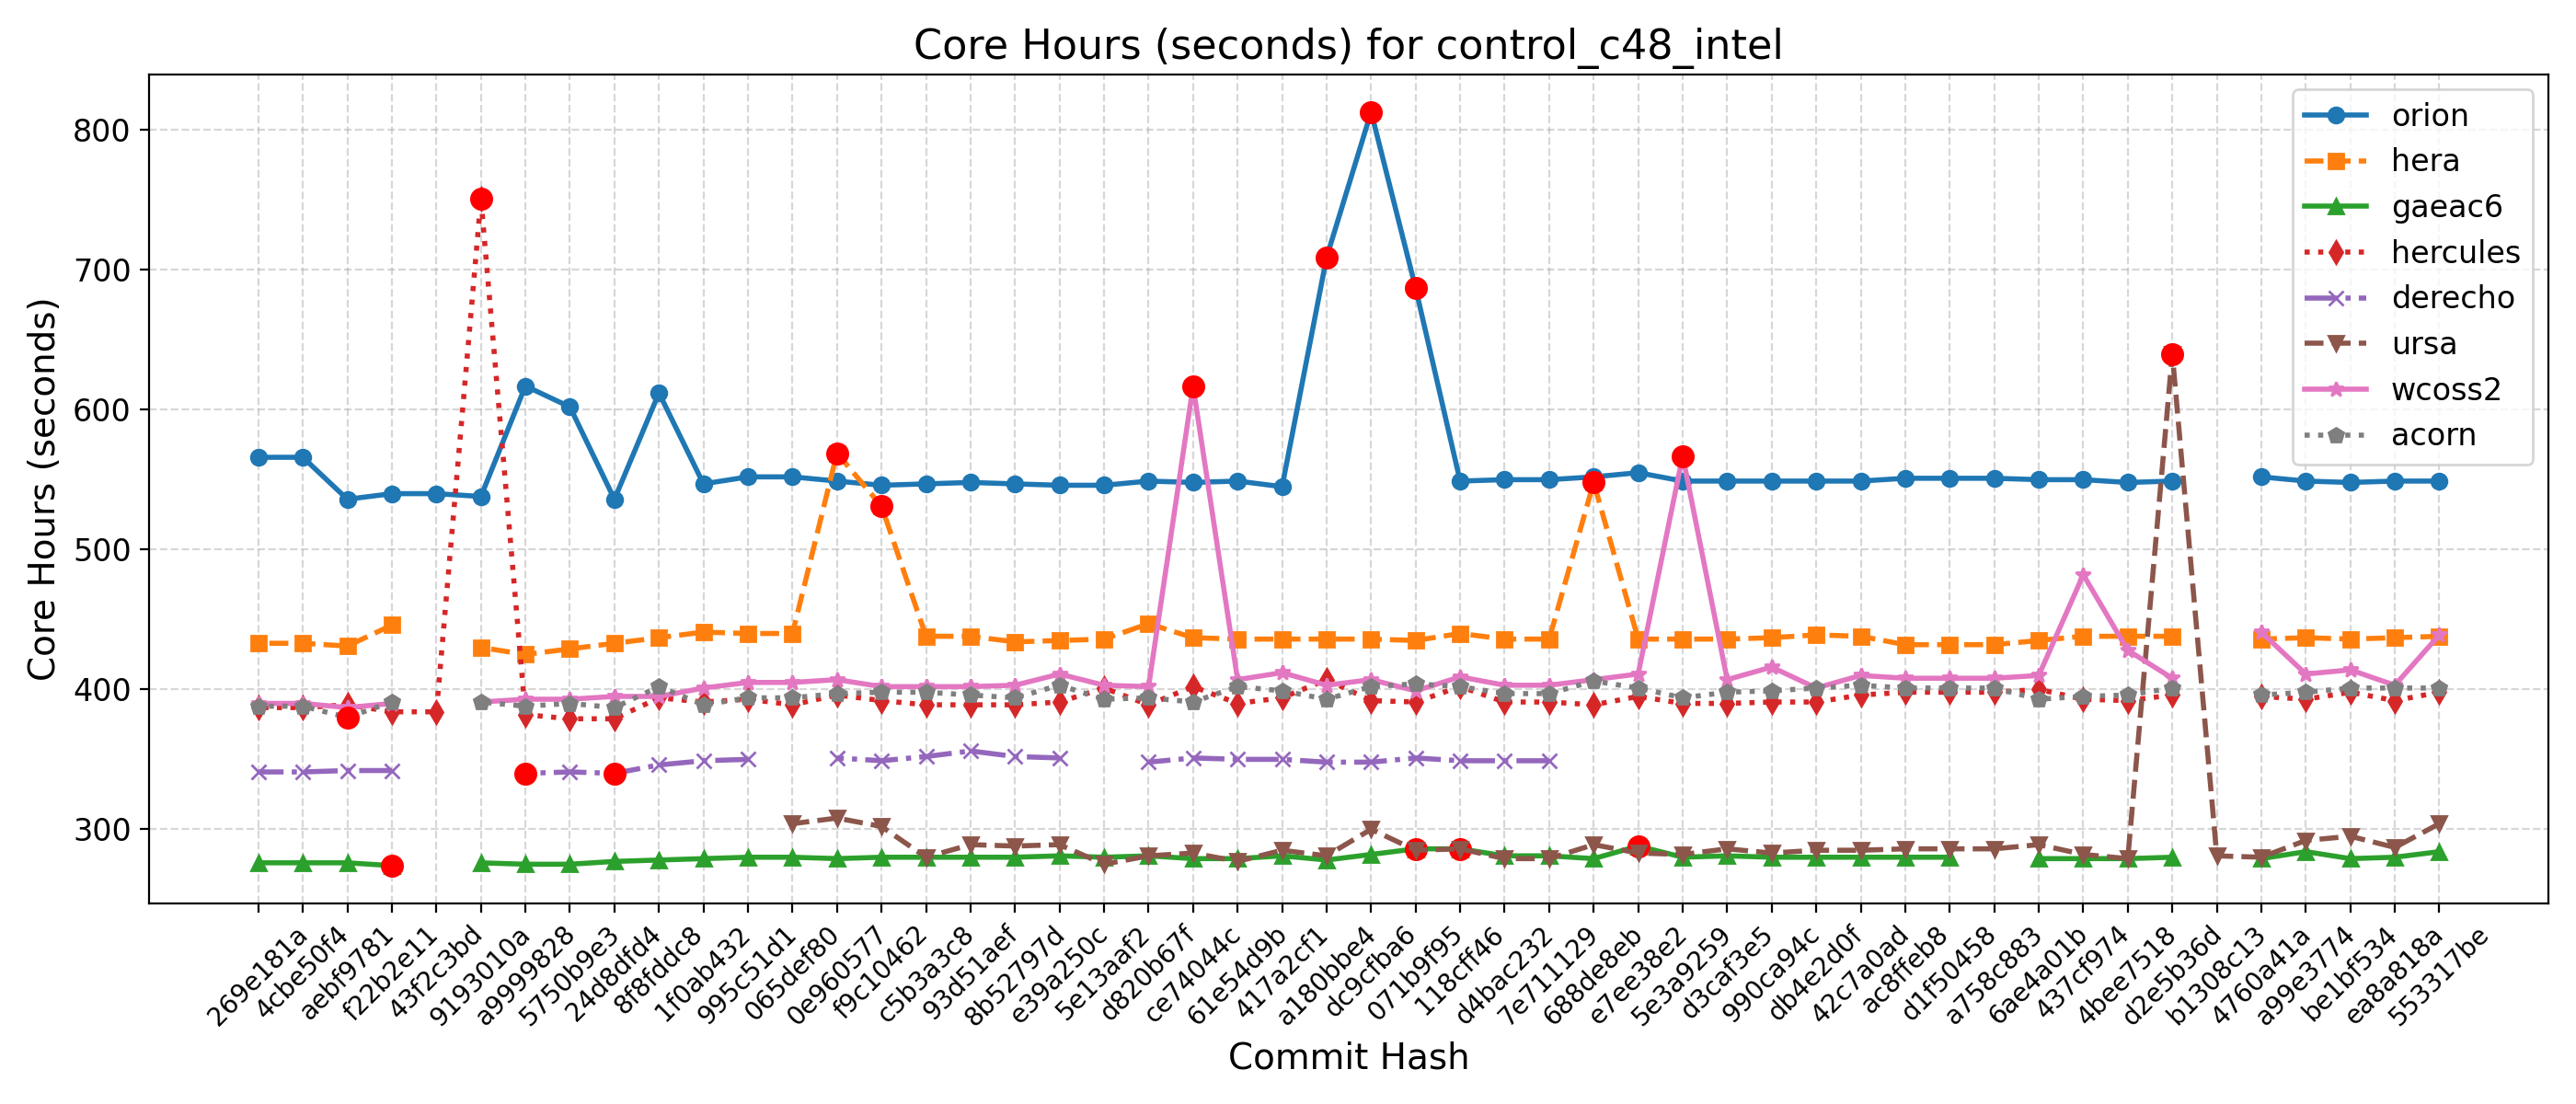 Core Hours (seconds) for control_c48_intel
Core Hours (seconds)
800
700
600
500
400
300
orion
hera
gaeac6
hercules
derecho
ursa
wcoss2
acorn
269e181a
4cbe50f4
aebf9781
f22b2e11
43f2c3bd
9193010a
a9999828
5750b9e3
24d8dfd4
8f8fddc8
1f0ab432
995c51d1
065def80
0e960577
f9c10462
c5b3a3c8
93d51aef
8b52797d
e39a250c
5e13aaf2
d820b67f
ce74044c
61e54d9b
417a2cf1
a180bbe4
dc9cfba6
071b9f95
118cff46
d4bac232
7e711129
688de8eb
e7ee38e2
5e3a9259
d3caf3e5
990ca94c
db4e2d0f
42c7a0ad
ac8ffeb8
d1f50458
a758c883
6ae4a01b
437cf974
4bee7518
d2e5b36d
b1308c13
4760a41a
a99e3774
be1bf534
ea8a818a
553317be
Commit Hash